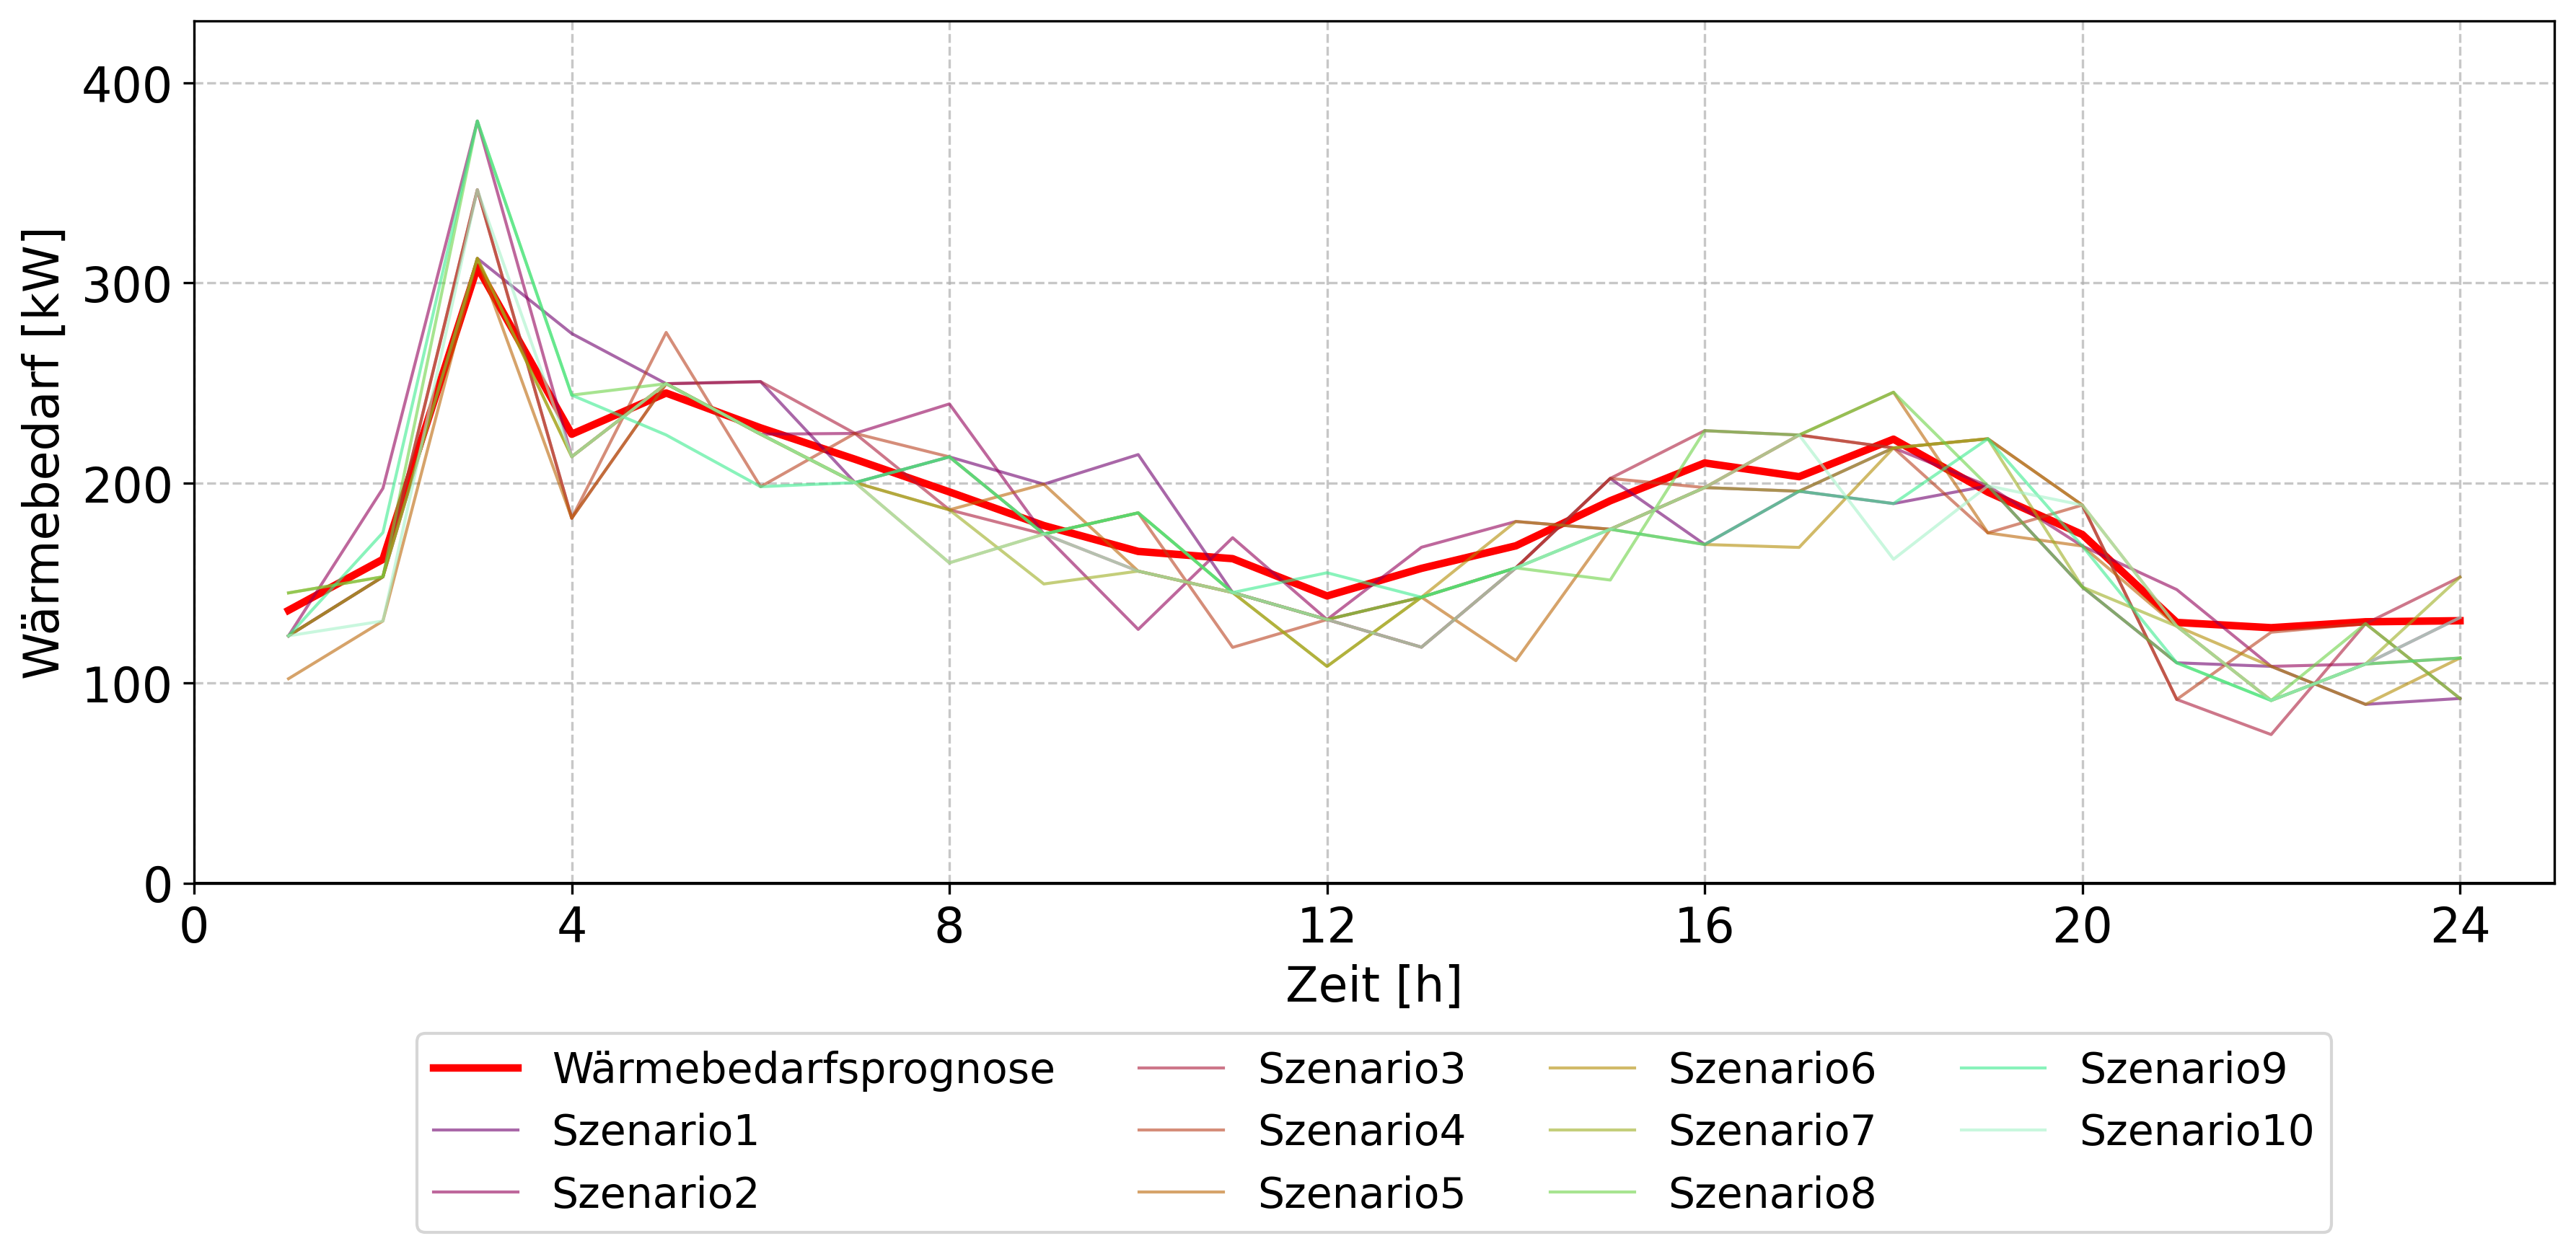 Wärmebedarf [kW]
400
300
200
100
0
0 4 8 12 16 20 24
Zeit [h]
Wärmebedarfsprognose
Szenario1
Szenario2
Szenario3
Szenario4
Szenario5
Szenario6
Szenario7
Szenario8
Szenario9
Szenario10